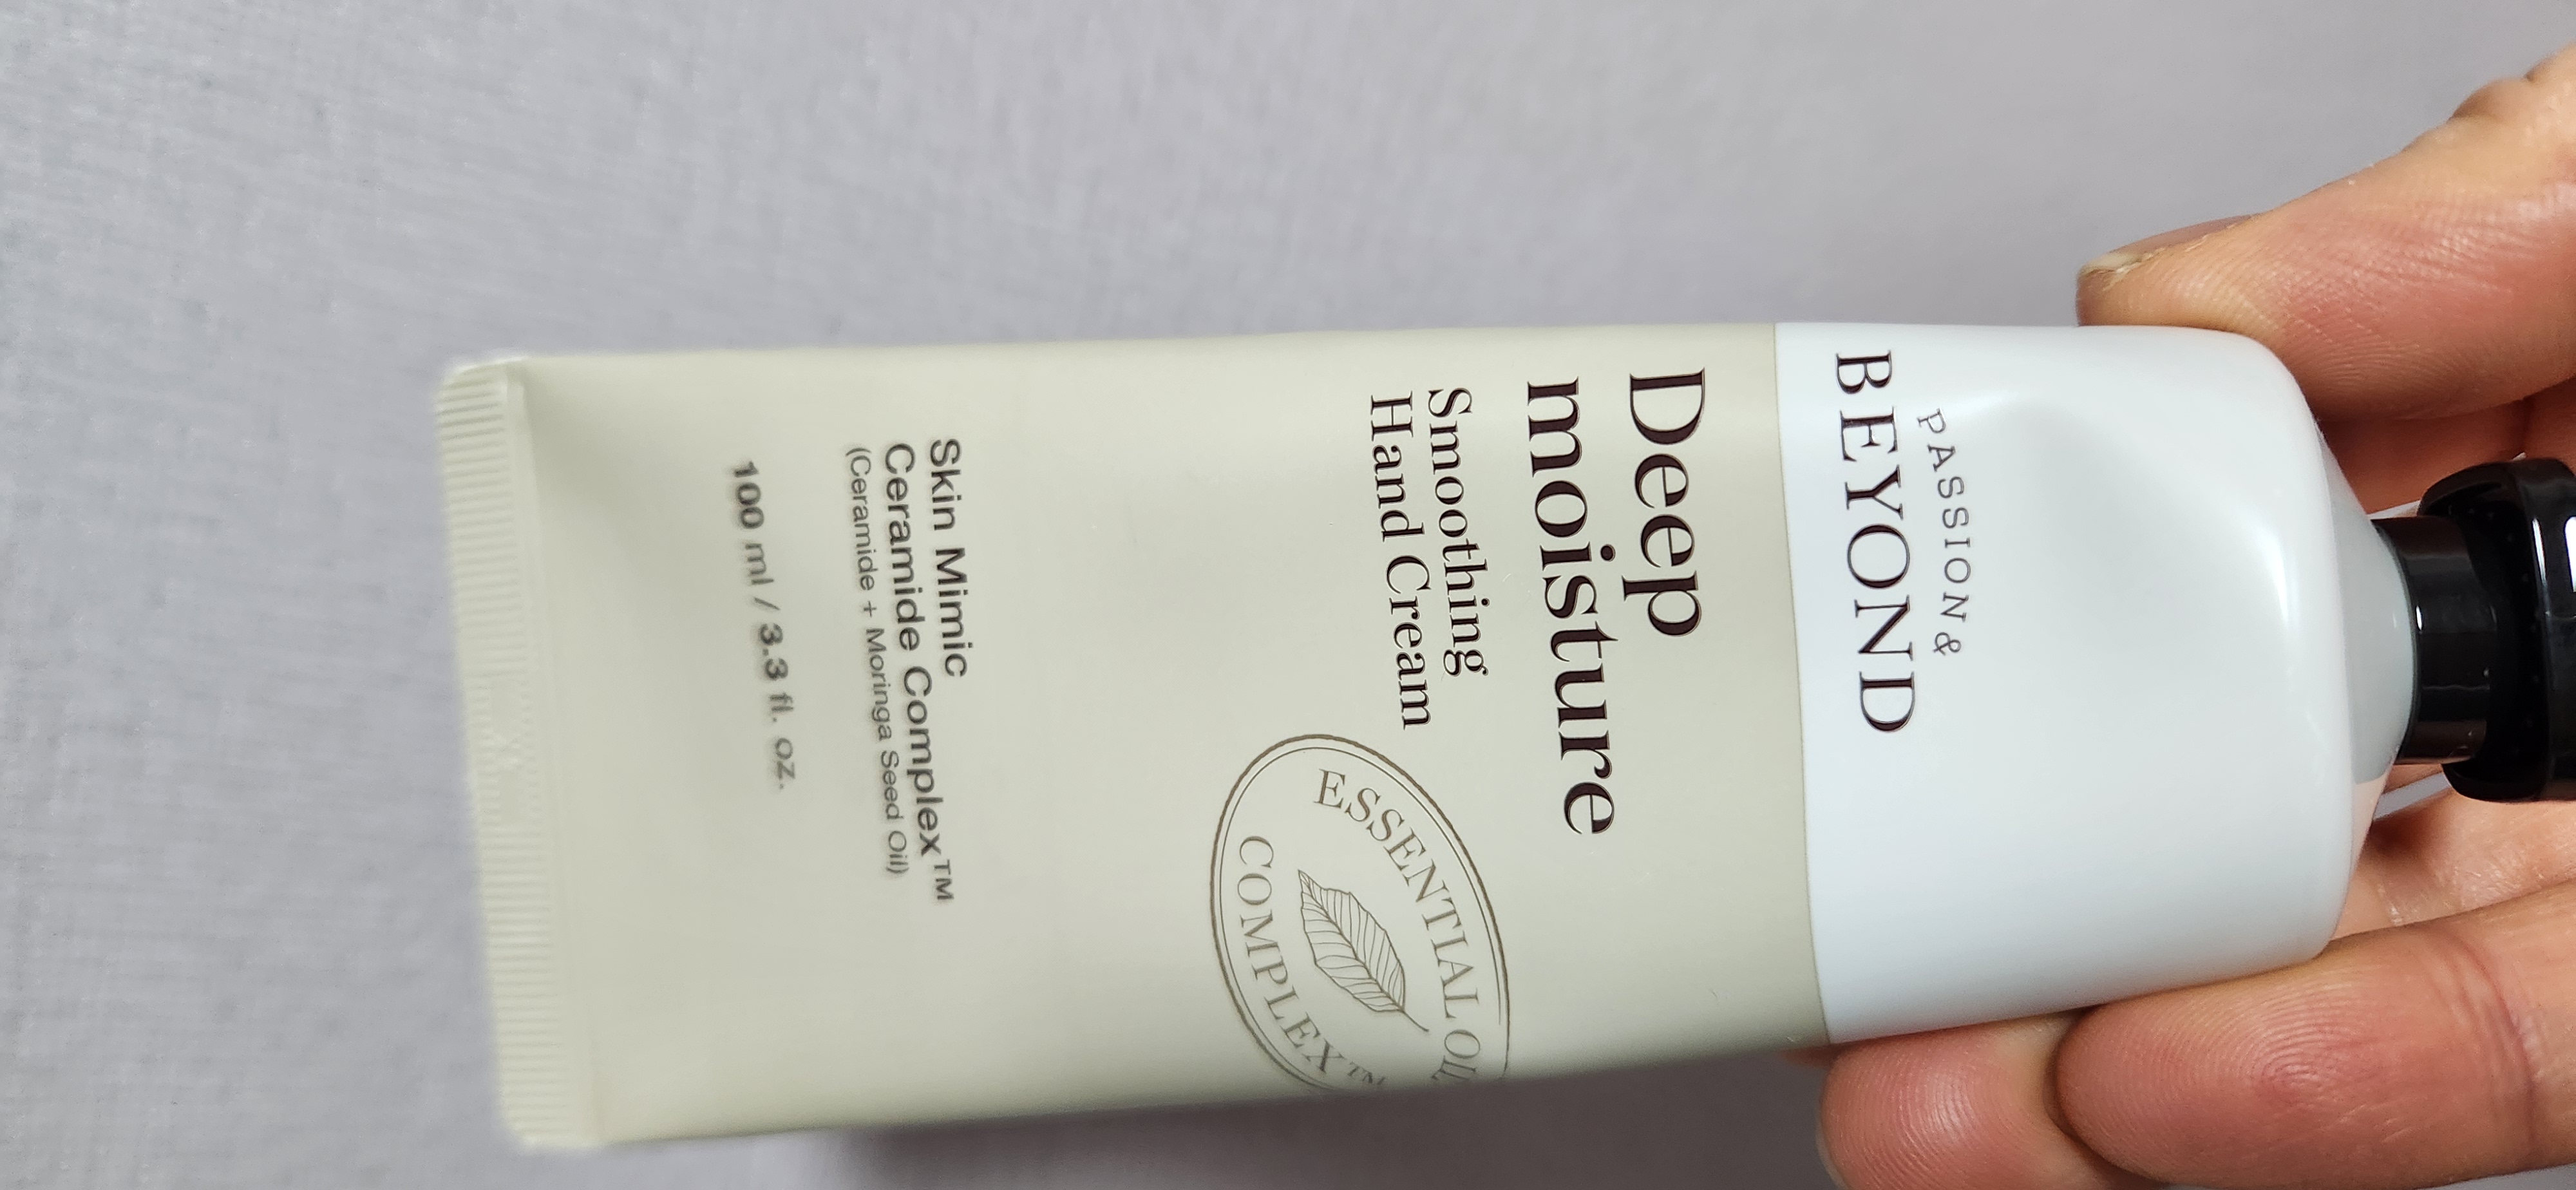 PASSION &
BEYOND
Deep
moisture
Smoothing
Hand Cream
ESSENTIAL OIL
COMPLEX™
Skin Mimic
Ceramide Complex™
(Ceramide + Moringa Seed Oil)
100 ml / 3.3 fl. oz.